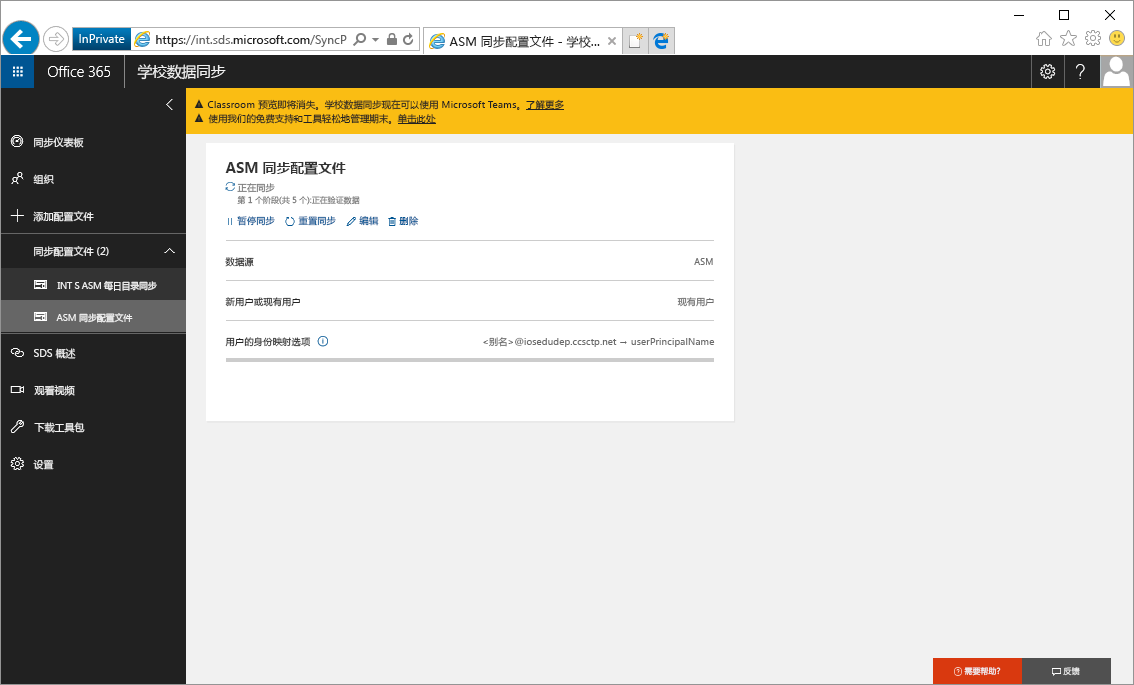 InPrivate
https://int.sds.microsoft.com/SyncP
ASM 同步配置文件 - 学校...
Office 365
学校数据同步
Classroom 预览即将消失。学校数据同步现在可以使用 Microsoft Teams。了解更多
使用我们的免费支持和工具轻松地管理期末。单击此处
同步仪表板
组织
添加配置文件
同步配置文件 (2)
INT S ASM 每日目录同步
ASM 同步配置文件
SDS 概述
观看视频
下载工具包
设置
ASM 同步配置文件
正在同步
第 1 个阶段(共 5 个):正在验证数据
暂停同步 重置同步 编辑 删除
数据源 ASM
新用户或现有用户 现有用户
用户的身份映射选项 <别名>@iosedudep.ccsctp.net → userPrincipalName
需要帮助?
反馈